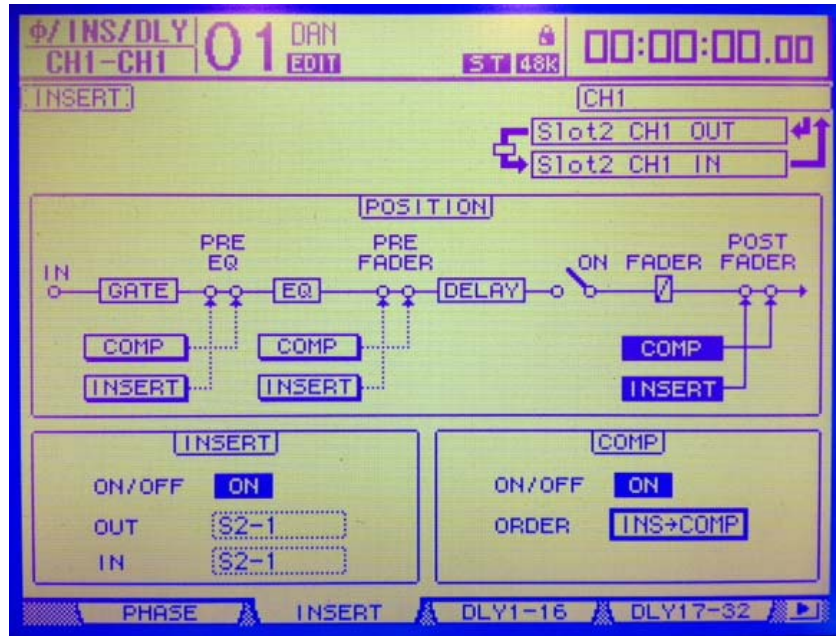 φ/INS/DLY
CH1-CH1
01
DAN
EDIT
ST 48K
00:00:00.00
INSERT
CH1
Slot2 CH1 OUT
Slot2 CH1 IN
POSITION
PRE EQ
PRE FADER
POST FADER
IN
GATE
EQ
DELAY
ON
FADER
COMP
COMP
COMP
INSERT
INSERT
INSERT
INSERT
ON/OFF ON
OUT S2-1
IN S2-1
COMP
ON/OFF ON
ORDER INS→COMP
PHASE
INSERT
DLY1-16
DLY17-32